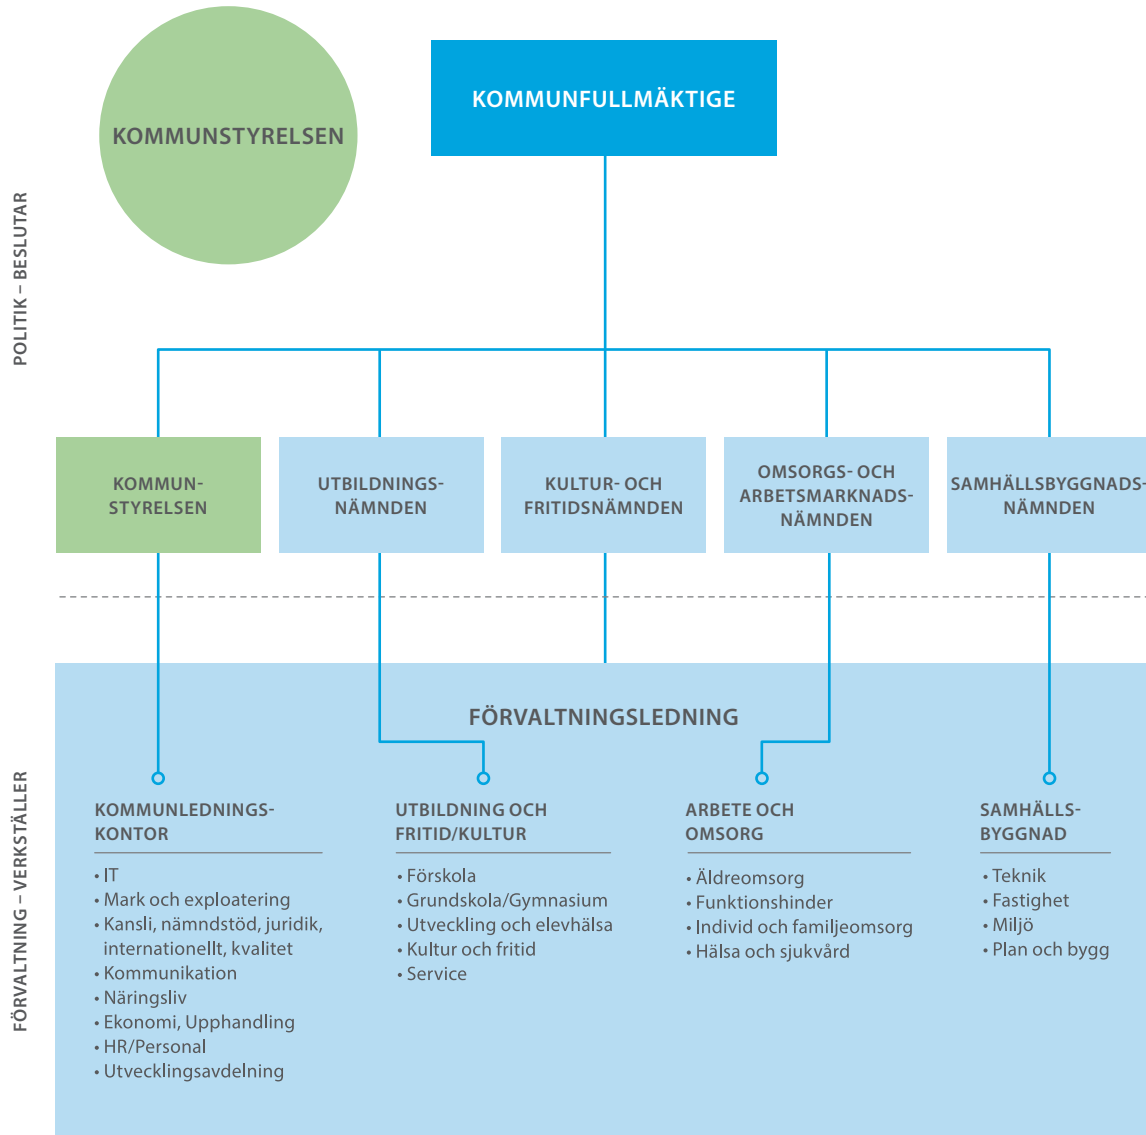 KOMMUNSTYRELSEN
KOMMUNFULLMÄKTIGE
POLITIK – BESLUTAR
KOMMUN-
STYRELSEN
UTBILDNINGS-
NÄMNDEN
KULTUR- OCH
FRITIDSNÄMNDEN
OMSORGS- OCH
ARBETSMARKNADS-
NÄMNDEN
SAMHÄLLSBYGGNADS-
NÄMNDEN
FÖRVALTNING – VERKSTÄLLER
FÖRVALTNINGSLEDNING
KOMMUNLEDNINGS-
KONTOR
• IT
• Mark och exploatering
• Kansli, nämndstöd, juridik,
internationellt, kvalitet
• Kommunikation
• Näringsliv
• Ekonomi, Upphandling
• HR/Personal
• Utvecklingsavdelning
UTBILDNING OCH
FRITID/KULTUR
• Förskola
• Grundskola/Gymnasium
• Utveckling och elevhälsa
• Kultur och fritid
• Service
ARBETE OCH
OMSORG
• Äldreomsorg
• Funktionshinder
• Individ och familjeomsorg
• Hälsa och sjukvård
SAMHÄLLS-
BYGGNAD
• Teknik
• Fastighet
• Miljö
• Plan och bygg